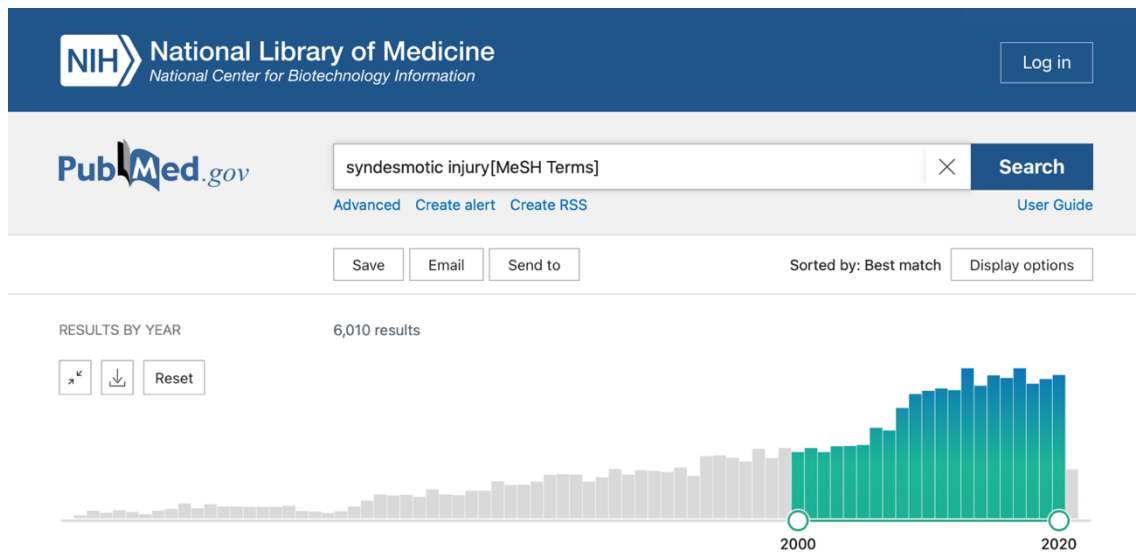 NIH National Library of Medicine
National Center for Biotechnology Information
Log in
PubMed.gov
syndesmotic injury[MeSH Terms]
Search
Advanced Create alert Create RSS
User Guide
Save Email Send to
Sorted by: Best match Display options
RESULTS BY YEAR
6,010 results
Reset
2000 2020